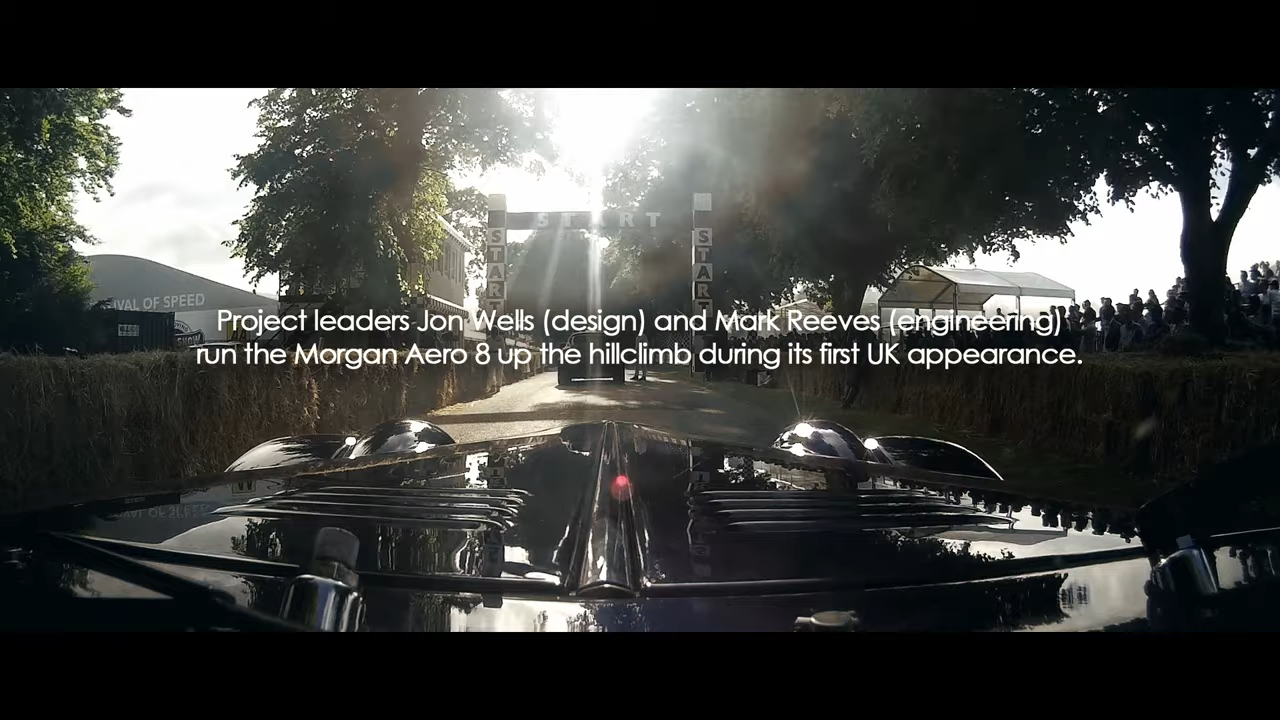 START
START
START
IVAL OF SPEED
Project leaders Jon Wells (design) and Mark Reeves (engineering)
run the Morgan Aero 8 up the hillclimb during its first UK appearance.